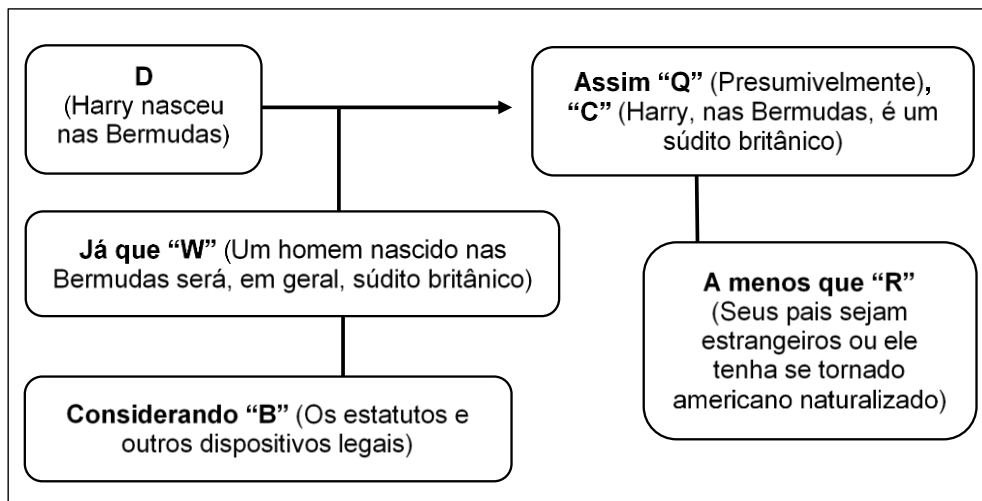 D
(Harry nasceu
nas Bermudas)
Assim “Q” (Presumivelmente),
“C” (Harry, nas Bermudas, é um
súdito britânico)
Já que “W” (Um homem nascido nas
Bermudas será, em geral, súdito britânico)
A menos que “R”
(Seus pais sejam
estrangeiros ou ele
tenha se tornado
americano naturalizado)
Considerando “B” (Os estatutos e
outros dispositivos legais)